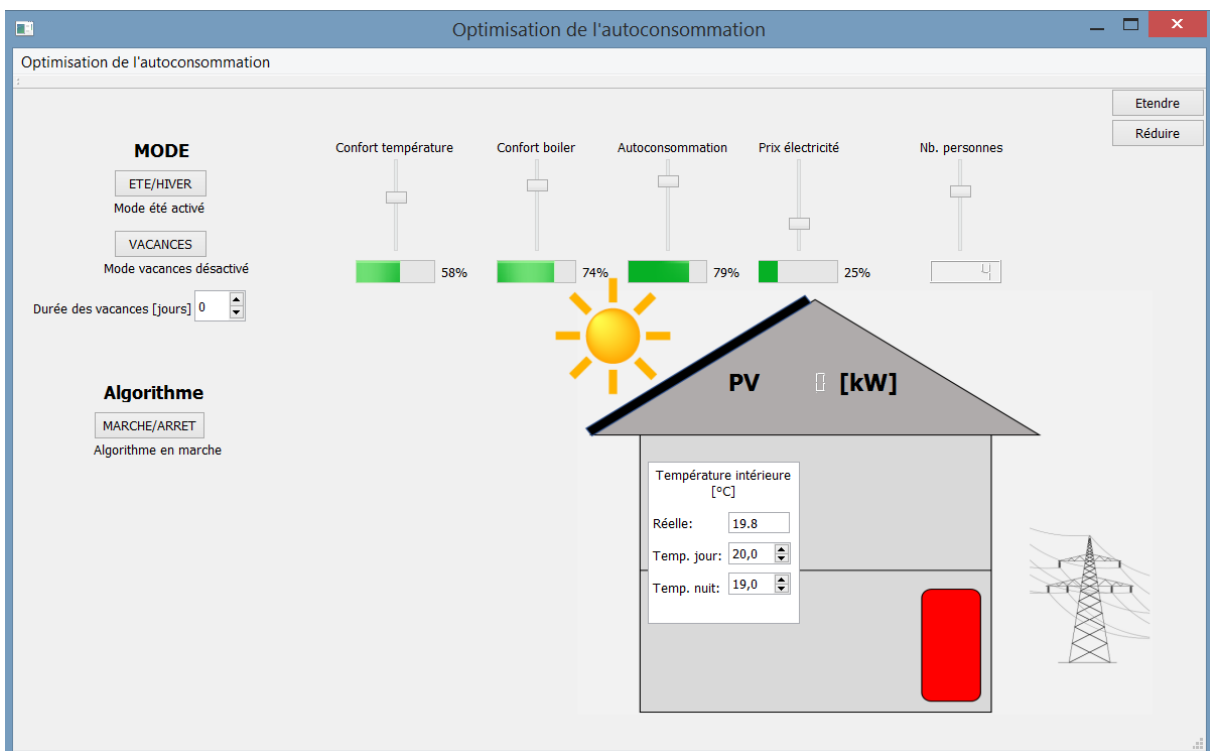 Optimisation de l'autoconsommation
Optimisation de l'autoconsommation
Etendre
Réduire
MODE
ETE/HIVER
Mode été activé
VACANCES
Mode vacances désactivé
Durée des vacances [jours] 0
Confort température
Confort boiler
Autoconsommation
Prix électricité
Nb. personnes
58%
74%
79%
25%
4
Algorithme
MARCHE/ARRET
Algorithme en marche
PV 0 [kW]
Température intérieure
[°C]
Réelle: 19.8
Temp. jour: 20,0
Temp. nuit: 19,0